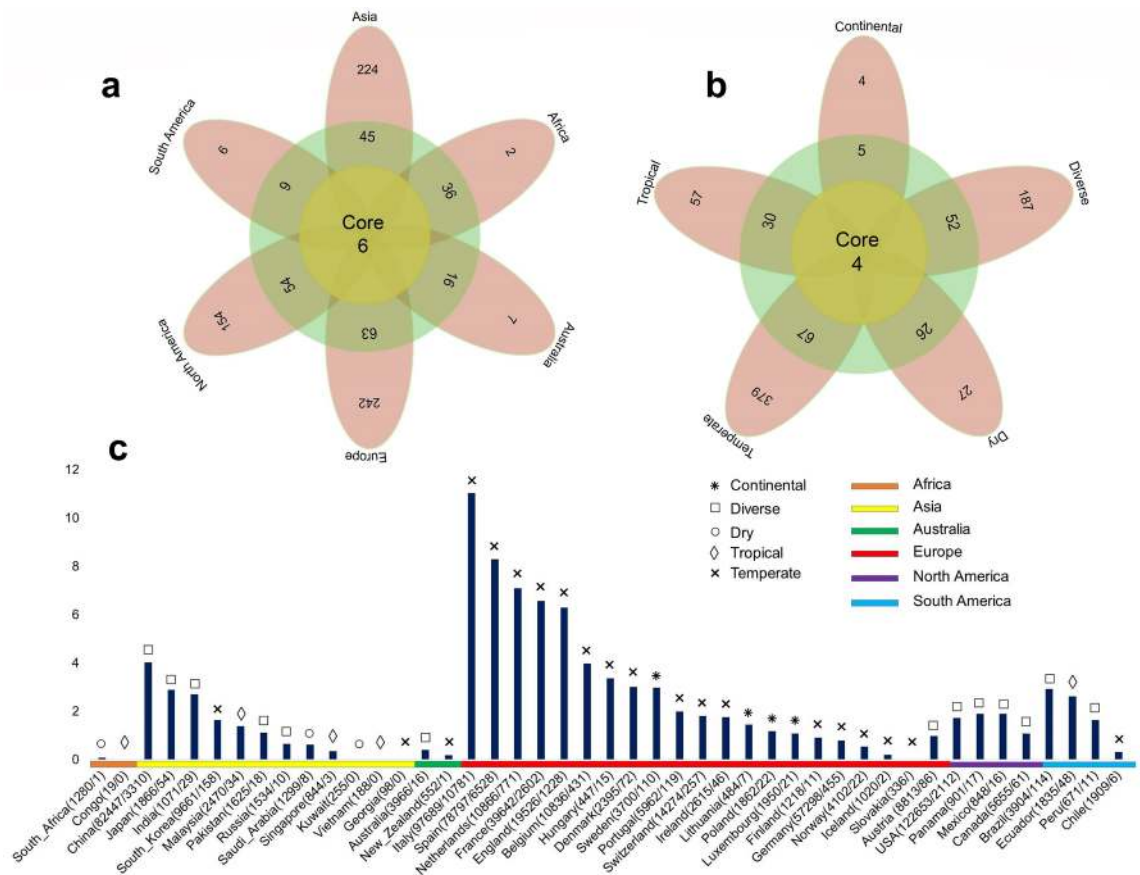 a
Asia
224
45
South America
Africa
2
36
Core
6
54
154
North America
16
7
Australia
63
242
Europe
b
Continental
4
5
Tropical
57
30
Diverse
187
52
Core
4
67
379
Temperate
26
27
Dry
c
12
10
8
6
4
2
0
Continental
Diverse
Dry
Tropical
Temperate
Africa
Asia
Australia
Europe
North America
South America
South_Africa(1280/1)
Congo(19/0)
China(82447/3310)
Japan(1866/54)
India(1071/29)
South_Korea(9661/158)
Malaysia(2470/34)
Pakistan(1625/18)
Russia(1534/10)
Saudi_Arabia(1299/8)
Singapore(844/3)
Kuwait(255/0)
Vietnam(188/0)
Georgia(98/0)
Australia(3966/16)
New_Zealand(552/1)
Italy(97689/10781)
Spain(78797/6528)
Netherlands(10866/771)
France(39642/2602)
England(19526/1228)
Belgium(10836/431)
Hungary(447/15)
Denmark(2395/72)
Sweden(3700/110)
Portugal(5962/119)
Switzerland(14274/257)
Ireland(2615/46)
Lithuania(484/7)
Poland(1862/22)
Luxembourg(1950/21)
Finland(1218/11)
Germany(57298/455)
Norway(4102/22)
Iceland(1020/2)
Slovakia(336/)
Austria(8813/86)
USA(122653/2112)
Panama(901/17)
Mexico(848/16)
Canada(5655/61)
Brazil(3904/114)
Ecuador(1835/48)
Peru(671/11)
Chile(1909/6)